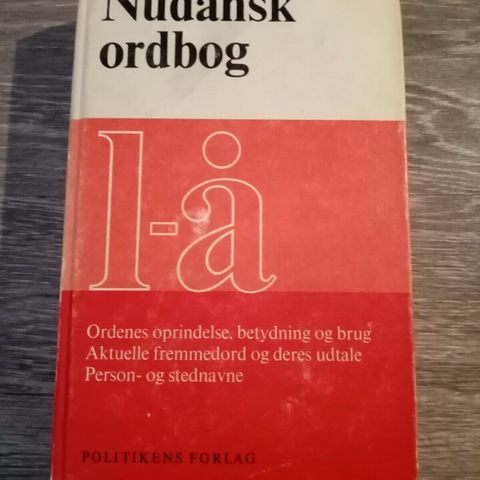 Nudansk
ordbog
l-å
Ordenes oprindelse, betydning og brug
Aktuelle fremmedord og deres udtale
Person- og stednavne
POLITIKENS FORLAG